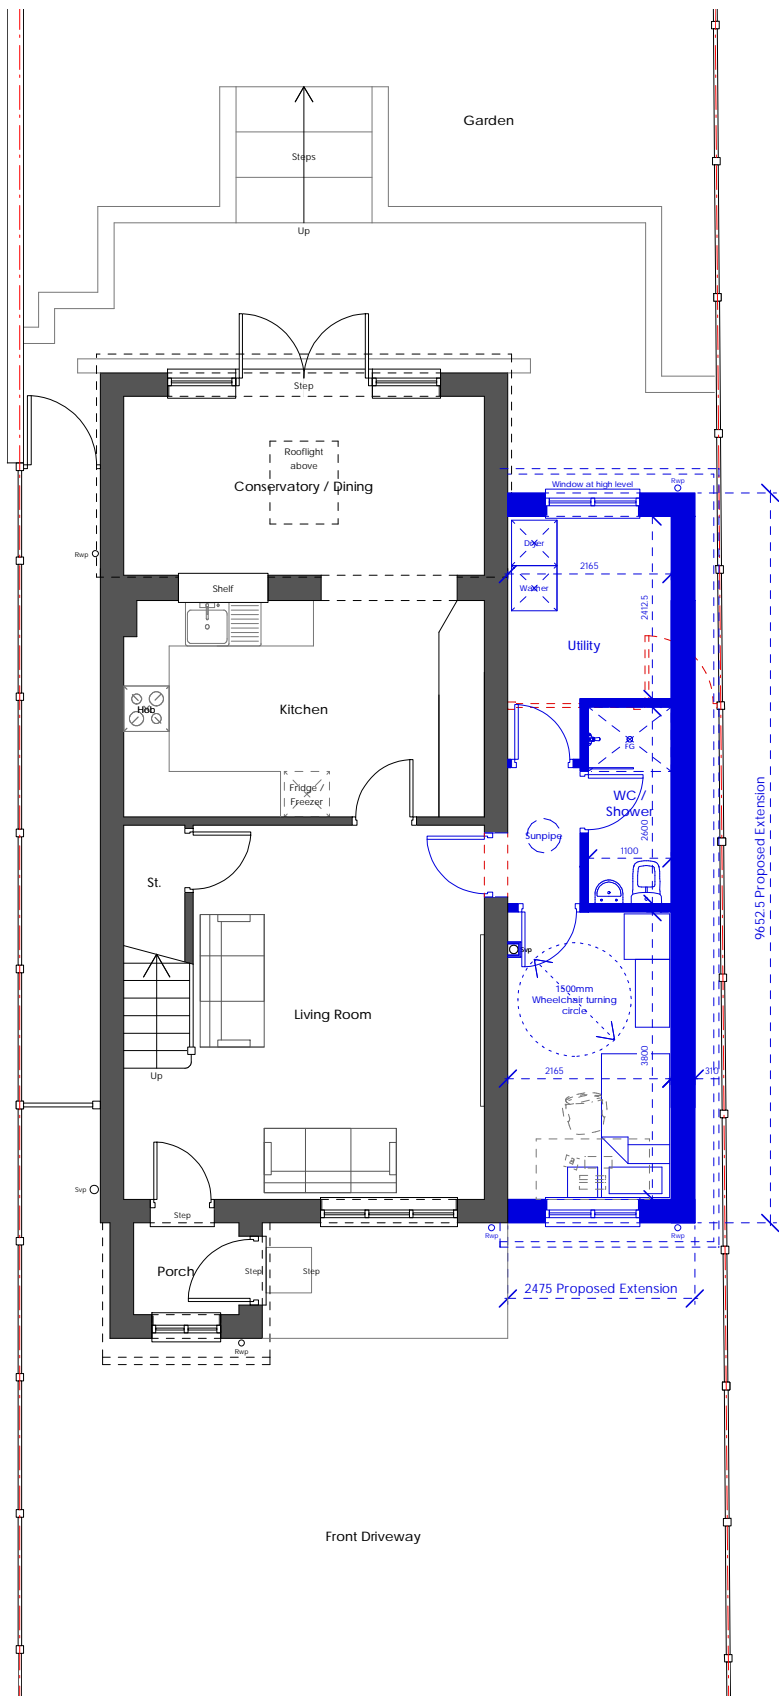 Garden
Steps
Up
Step
Rooflight
above
Conservatory / Dining
Window at high level
Rwp
Rwp
Dryer
2165
Shelf
Washer
2412.5
Utility
Kitchen
Hob
FG
Fridge /
Freezer
WC /
Shower
2600
Sunpipe
1100
9652.5 Proposed Extension
St.
Svp
1500mm
Wheelchair turning
circle
Living Room
3800
Up
2165
310
Svp
Step
Rwp
Rwp
Porch
Step
Step
2475 Proposed Extension
Rwp
Front Driveway